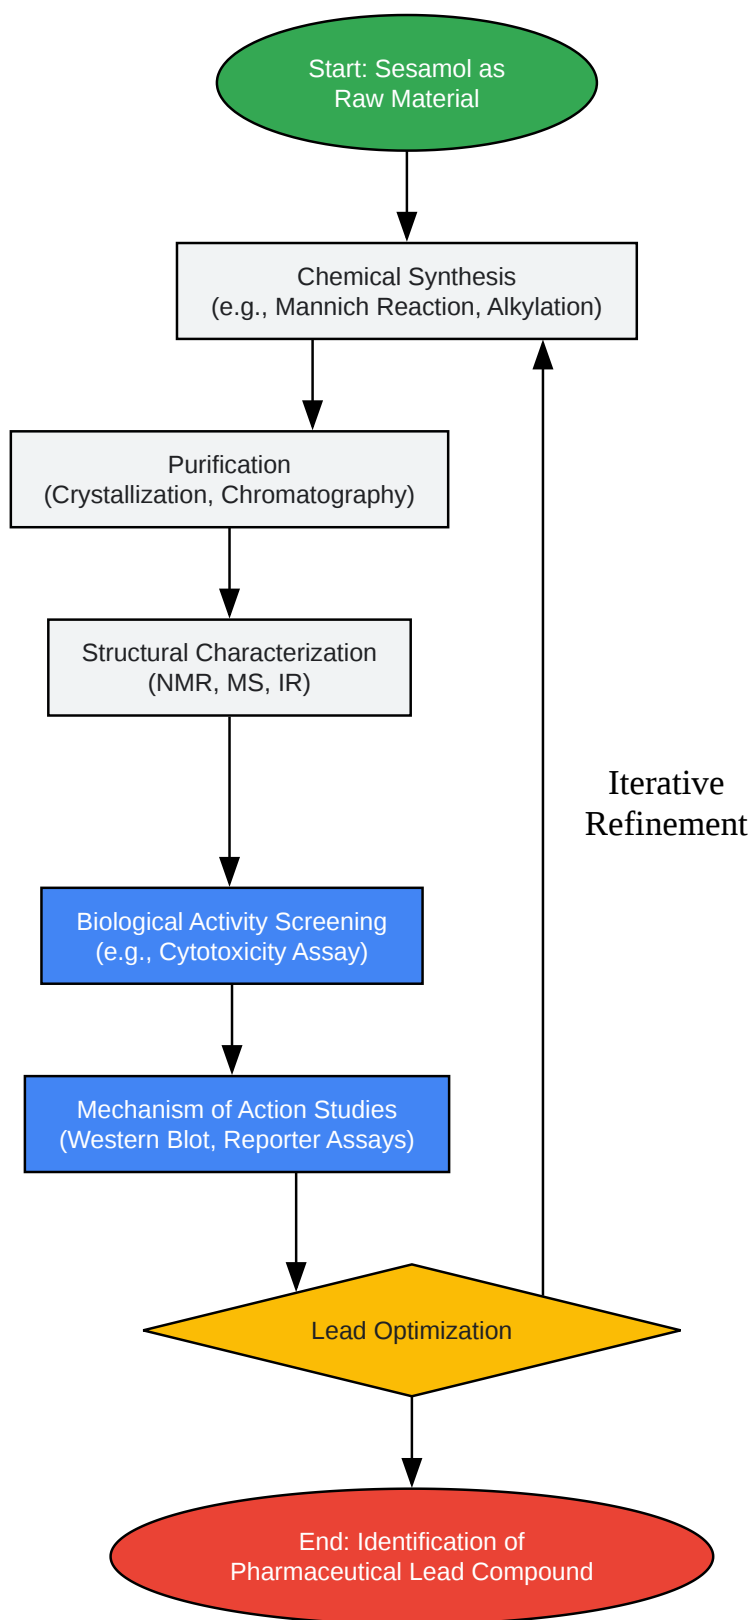 Start: Sesamol as
Raw Material
Chemical Synthesis
(e.g., Mannich Reaction, Alkylation)
Purification
(Crystallization, Chromatography)
Structural Characterization
(NMR, MS, IR)
Iterative
Refinement
Biological Activity Screening
(e.g., Cytotoxicity Assay)
Mechanism of Action Studies
(Western Blot, Reporter Assays)
Lead Optimization
End: Identification of
Pharmaceutical Lead Compound